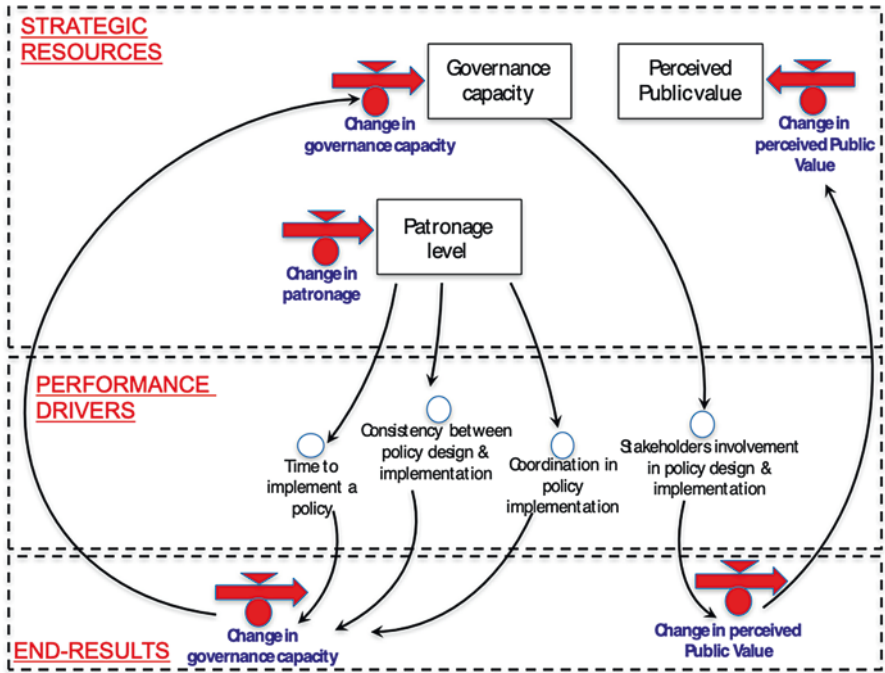 STRATEGIC
RESOURCES
Governance
capacity
Perceived
Public value
Change in
governance capacity
Change in
perceived Public
Value
Patronage
level
Change in
patronage
PERFORMANCE
DRIVERS
Time to
implement a
policy
Consistency between
policy design &
implementation
Coordination in
policy
implementation
Stakeholders involvement
in policy design &
implementation
END-RESULTS
Change in
governance capacity
Change in perceived
Public Value